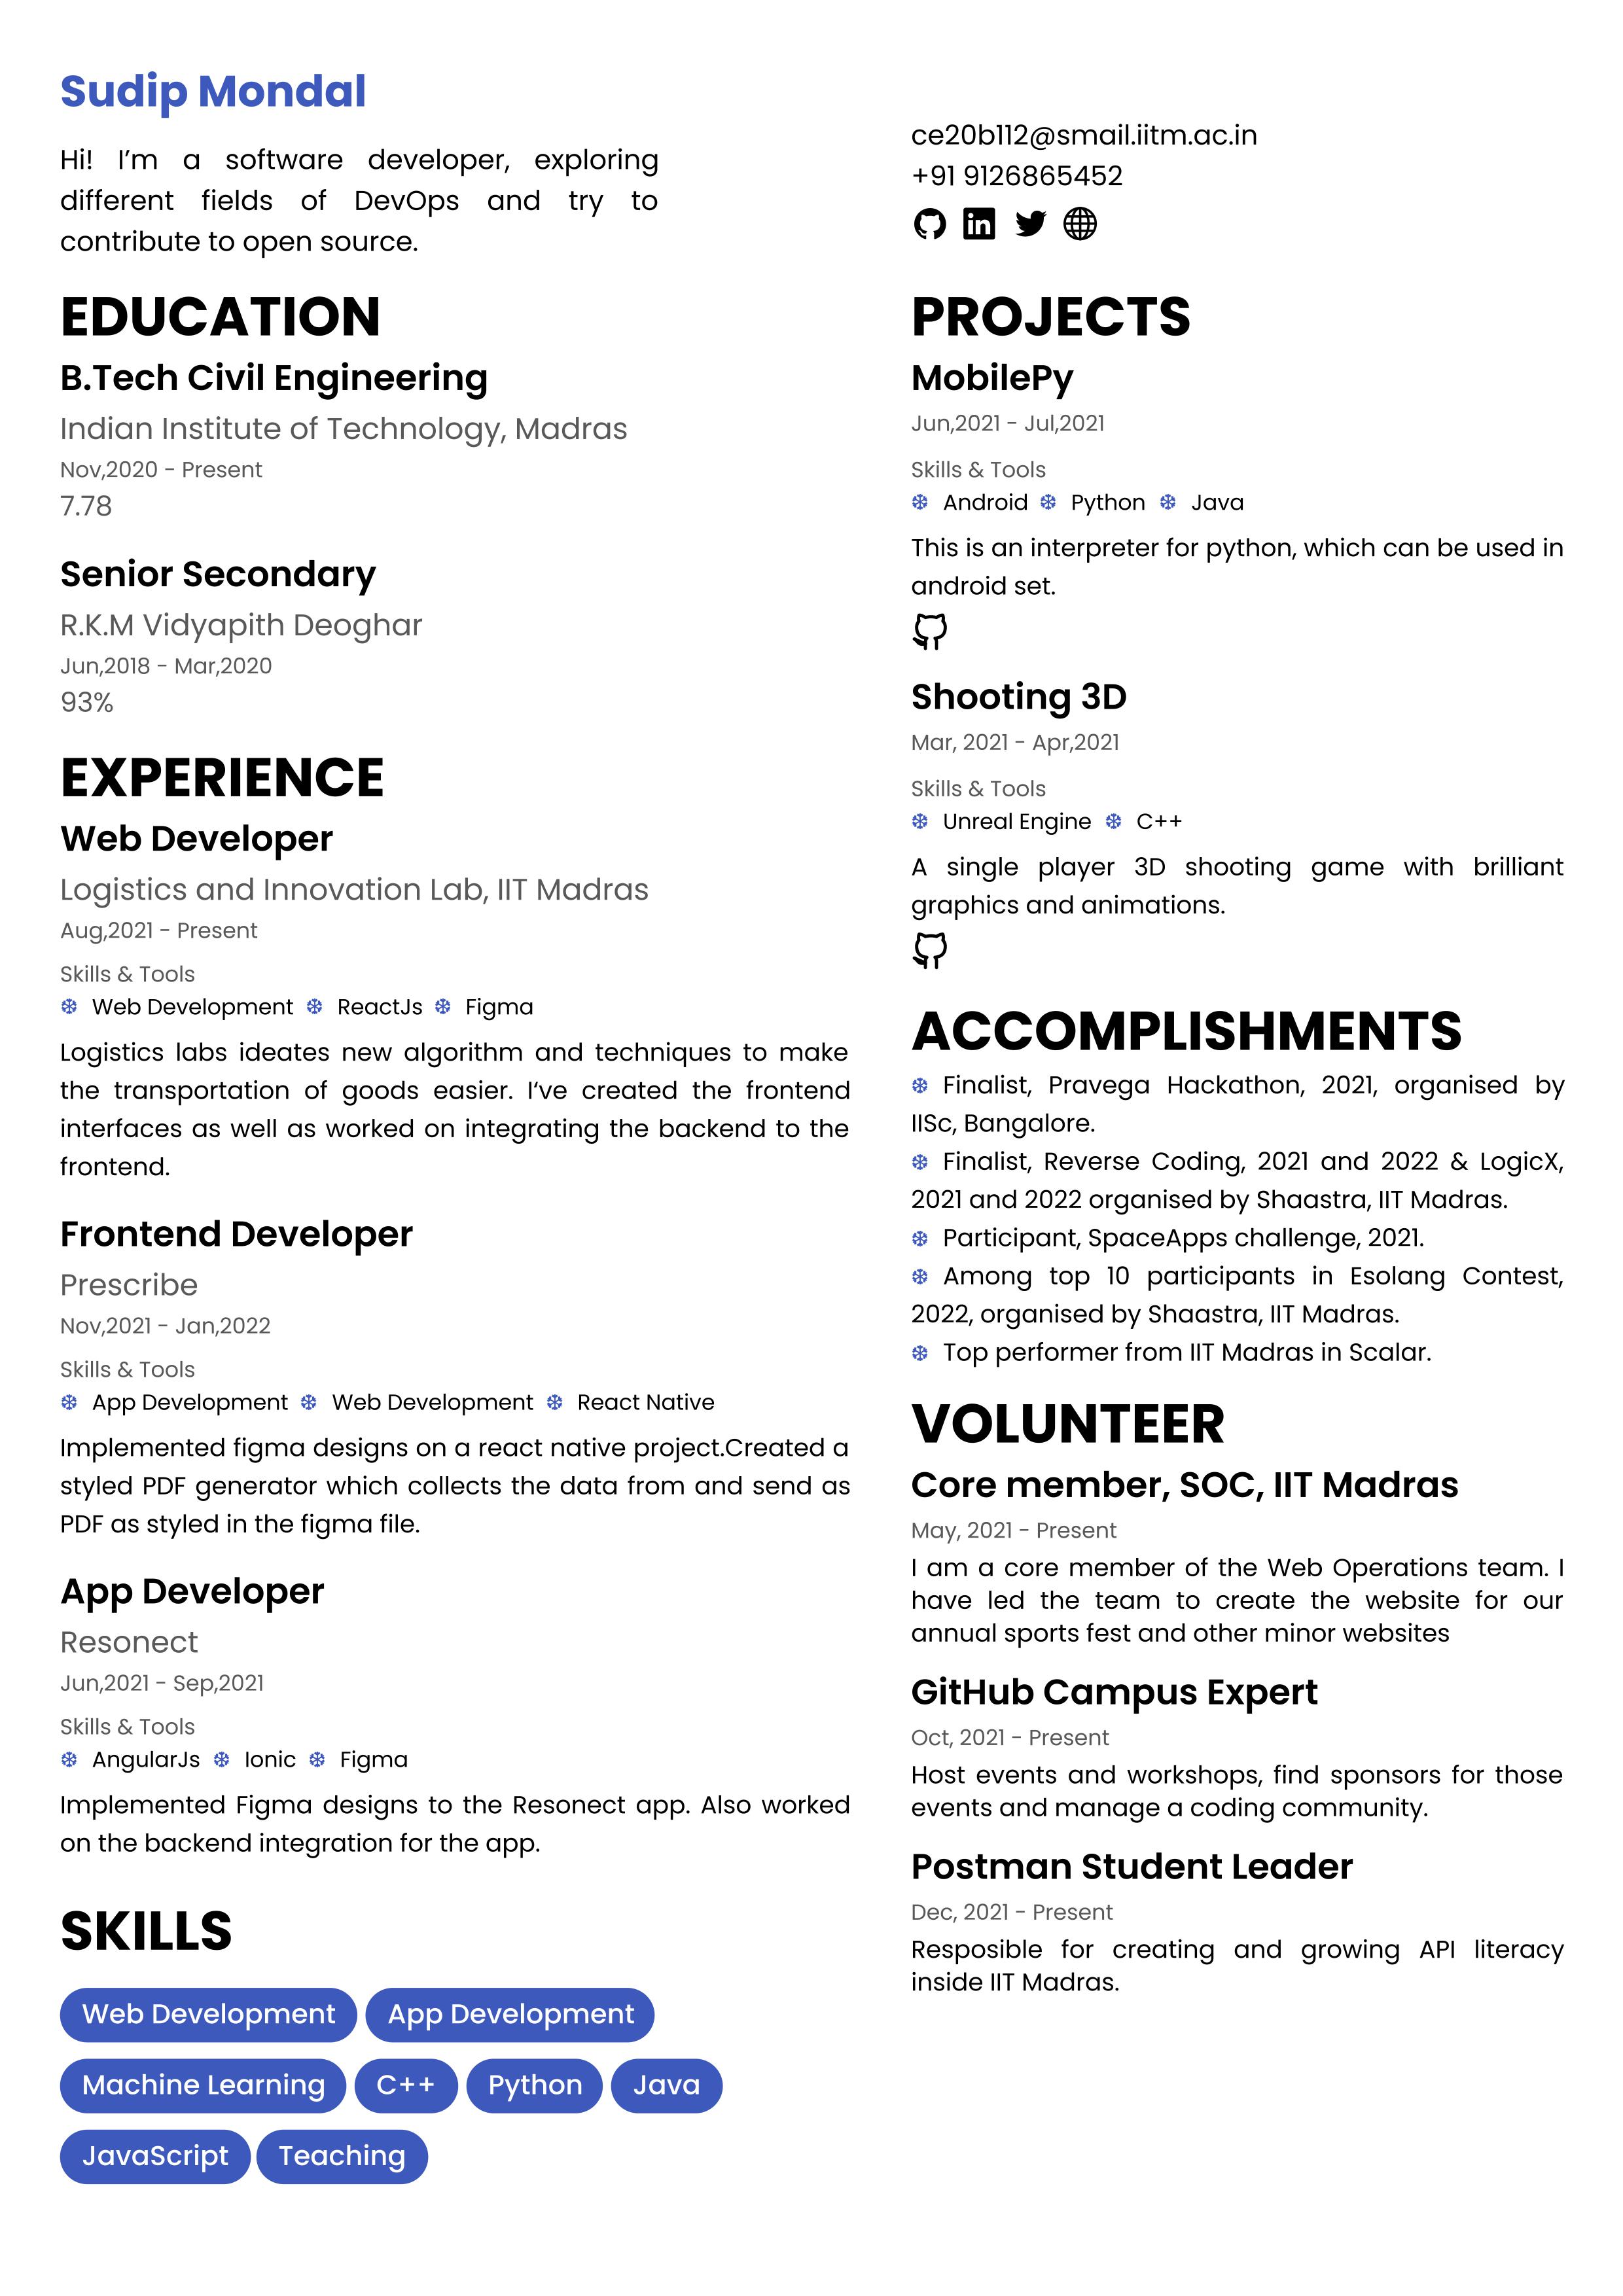 Sudip Mondal
Hi! I’m a software developer, exploring
different fields of DevOps and try to
contribute to open source.
ce20b112@smail.iitm.ac.in
+91 9126865452
EDUCATION
B.Tech Civil Engineering
Indian Institute of Technology, Madras
Nov,2020 - Present
7.78
Senior Secondary
R.K.M Vidyapith Deoghar
Jun,2018 - Mar,2020
93%
EXPERIENCE
Web Developer
Logistics and Innovation Lab, IIT Madras
Aug,2021 - Present
Skills & Tools
❆ Web Development ❆ ReactJs ❆ Figma
Logistics labs ideates new algorithm and techniques to make
the transportation of goods easier. I‘ve created the frontend
interfaces as well as worked on integrating the backend to the
frontend.
Frontend Developer
Prescribe
Nov,2021 - Jan,2022
Skills & Tools
❆ App Development ❆ Web Development ❆ React Native
Implemented figma designs on a react native project.Created a
styled PDF generator which collects the data from and send as
PDF as styled in the figma file.
App Developer
Resonect
Jun,2021 - Sep,2021
Skills & Tools
❆ AngularJs ❆ Ionic ❆ Figma
Implemented Figma designs to the Resonect app. Also worked
on the backend integration for the app.
SKILLS
Web Development App Development
Machine Learning C++ Python Java
JavaScript Teaching
PROJECTS
MobilePy
Jun,2021 - Jul,2021
Skills & Tools
❆ Android ❆ Python ❆ Java
This is an interpreter for python, which can be used in
android set.
Shooting 3D
Mar, 2021 - Apr,2021
Skills & Tools
❆ Unreal Engine ❆ C++
A single player 3D shooting game with brilliant
graphics and animations.
ACCOMPLISHMENTS
❆ Finalist, Pravega Hackathon, 2021, organised by
IISc, Bangalore.
❆ Finalist, Reverse Coding, 2021 and 2022 & LogicX,
2021 and 2022 organised by Shaastra, IIT Madras.
❆ Participant, SpaceApps challenge, 2021.
❆ Among top 10 participants in Esolang Contest,
2022, organised by Shaastra, IIT Madras.
❆ Top performer from IIT Madras in Scalar.
VOLUNTEER
Core member, SOC, IIT Madras
May, 2021 - Present
I am a core member of the Web Operations team. I
have led the team to create the website for our
annual sports fest and other minor websites
GitHub Campus Expert
Oct, 2021 - Present
Host events and workshops, find sponsors for those
events and manage a coding community.
Postman Student Leader
Dec, 2021 - Present
Resposible for creating and growing API literacy
inside IIT Madras.